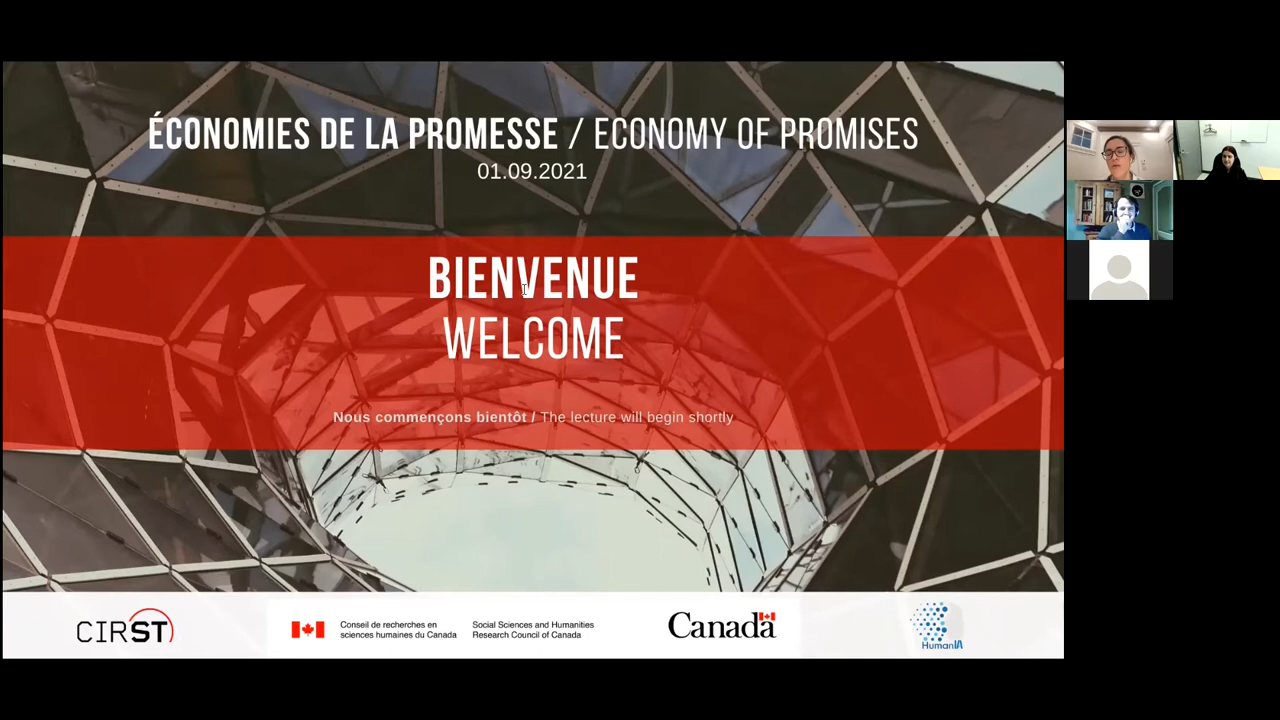 ÉCONOMIES DE LA PROMESSE / ECONOMY OF PROMISES
01.09.2021
BIENVENUE
WELCOME
Nous commençons bientôt / The lecture will begin shortly
CIRST
Conseil de recherches en
sciences humaines du Canada
Social Sciences and Humanities
Research Council of Canada
Canada
HumanIA